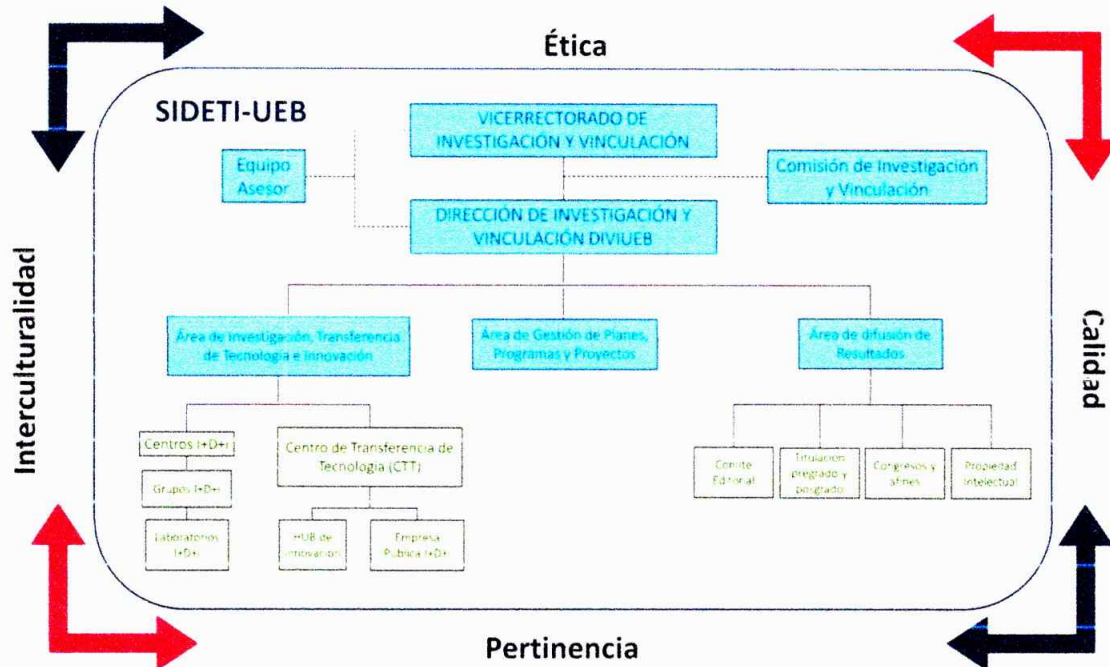 Ética
SIDETI-UEB
VICERRECTORADO DE
INVESTIGACIÓN Y VINCULACIÓN
Equipo
Asesor
Comisión de Investigación
y Vinculación
DIRECCIÓN DE INVESTIGACIÓN Y
VINCULACIÓN DIVIUEB
Interculturalidad
Calidad
Área de Investigación, Transferencia
de Tecnología e Innovación
Área de Gestión de Planes,
Programas y Proyectos
Área de difusión de
Resultados
Centros I+D+i
Grupos I+D+i
Laboratorios
I+D+i
Centro de Transferencia de
Tecnología (CTT)
HUB de
innovación
Empresa
Pública I+D+i
Comité
Editorial
Titulación
pregrado y
posgrado
Congresos y
afines
Propiedad
Intelectual
Pertinencia